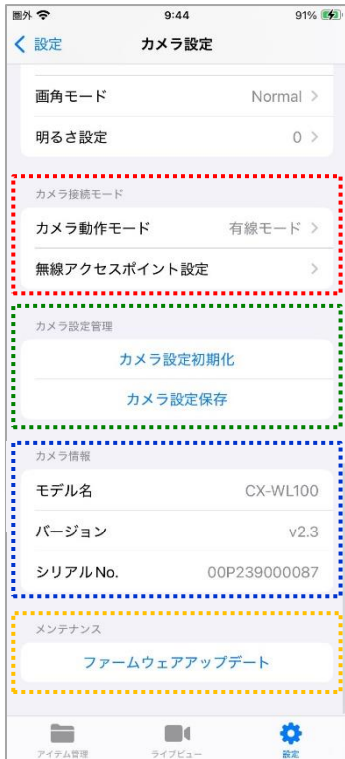 圏外 9:44 91%
設定 カメラ設定
画角モード Normal
明るさ設定 0
カメラ接続モード
カメラ動作モード 有線モード
無線アクセスポイント設定
カメラ設定管理
カメラ設定初期化
カメラ設定保存
カメラ情報
モデル名 CX-WL100
バージョン v2.3
シリアルNo. 00P239000087
メンテナンス
ファームウェアアップデート
アイテム管理 ライブビュー 設定